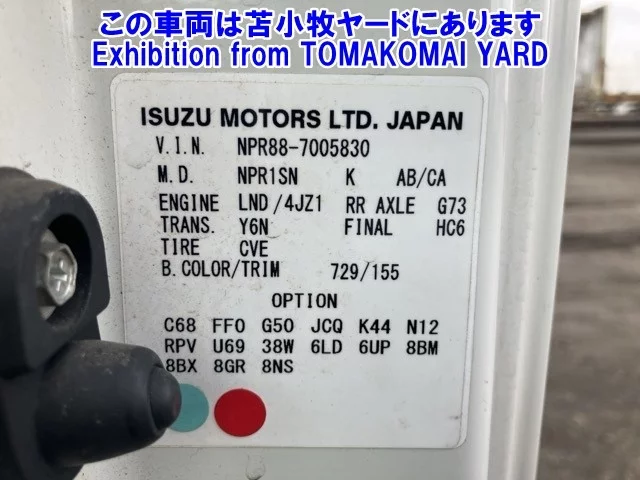 この車両は苫小牧ヤードにあります
Exhibition from TOMAKOMAI YARD
ISUZU MOTORS LTD. JAPAN
V.I.N. NPR88-7005830
M.D. NPR1SN K AB/CA
ENGINE LND/4JZ1 RR AXLE G73
TRANS. Y6N FINAL HC6
TIRE CVE
B.COLOR/TRIM 729/155
OPTION
C68 FF0 G50 JCQ K44 N12
RPV U69 38W 6LD 6UP 8BM
8BX 8GR 8NS